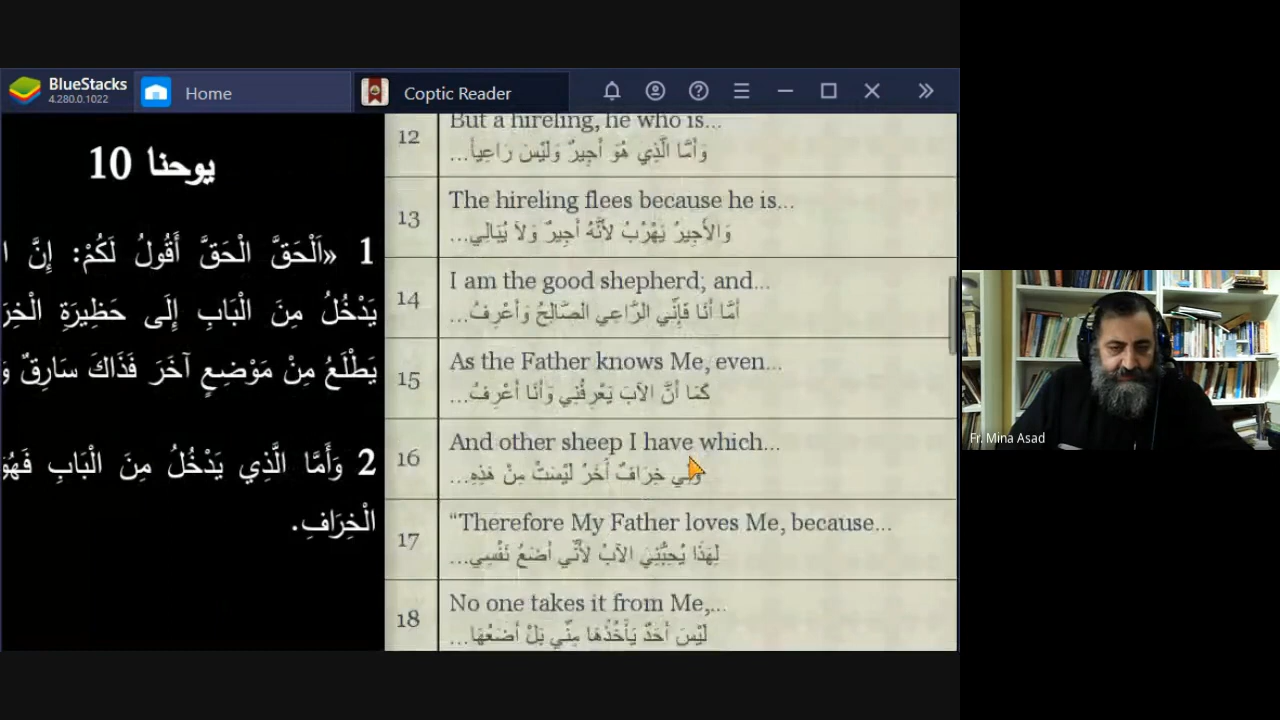 BlueStacks
4.280.0.1022
Home
Coptic Reader
يوحنا 10
1 «اَلْحَقَّ الْحَقَّ أَقُولُ لَكُمْ: إِنَّ
يَدْخُلُ مِنَ الْبَابِ إِلَى حَظِيرَةِ
يَطْلَعُ مِنْ مَوْضِعٍ آخَرَ فَذَاكَ سَارِقٌ
2 وَأَمَّا الَّذِي يَدْخُلُ مِنَ الْبَابِ
الْخِرَافِ.
12
But a hireling, he who is...
وَأَمَّا الَّذِي هُوَ أَجِيرٌ وَلَيْسَ رَاعِياً...
13
The hireling flees because he is...
وَالأَجِيرُ يَهْرُبُ لأَنَّهُ أَجِيرٌ وَلاَ يُبَالِي...
14
I am the good shepherd; and...
أَمَّا أَنَا فَإِنِّي الرَّاعِي الصَّالِحُ وَأَعْرِفُ...
15
As the Father knows Me, even...
كَمَا أَنَّ الآبَ يَعْرِفُنِي وَأَنَا أَعْرِفُ...
16
And other sheep I have which...
وَلِي خِرَافٌ أُخَرُ لَيْسَتْ مِنْ هَذِهِ...
17
"Therefore My Father loves Me, because...
لِهَذَا يُحِبُّنِي الآبُ لأَنِّي أَضَعُ نَفْسِي...
18
No one takes it from Me,...
لَيْسَ أَحَدٌ يَأْخُذُهَا مِنِّي بَلْ أَضَعُهَا...
Fr. Mina Asad